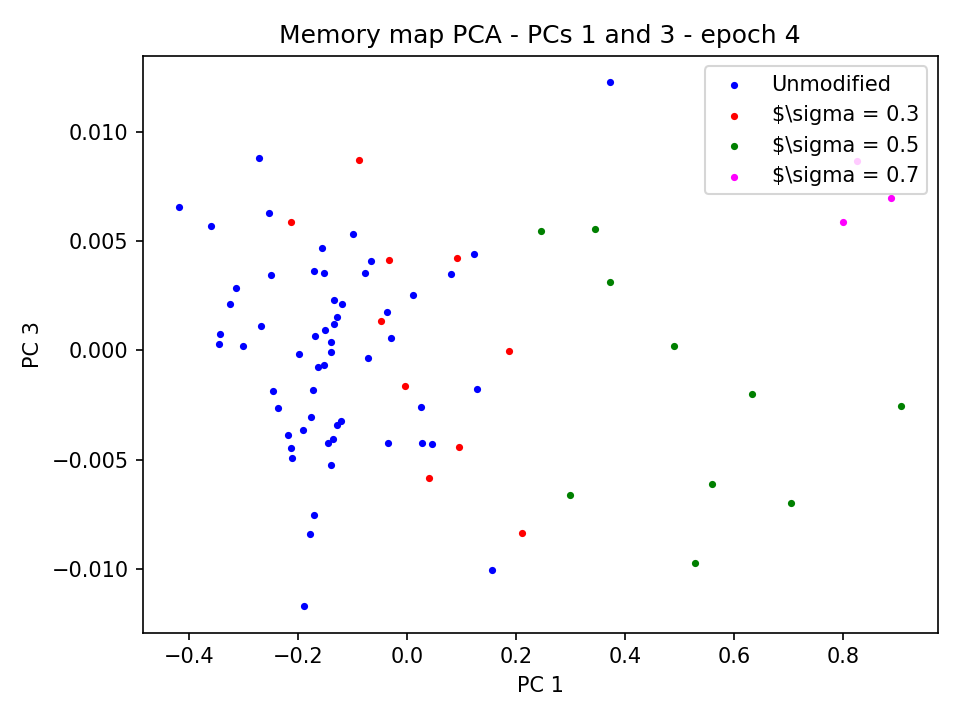 Memory map PCA - PCs 1 and 3 - epoch 4
Unmodified
$\sigma = 0.3
$\sigma = 0.5
$\sigma = 0.7
0.010
0.005
0.000
−0.005
−0.010
PC 3
−0.4 −0.2 0.0 0.2 0.4 0.6 0.8
PC 1